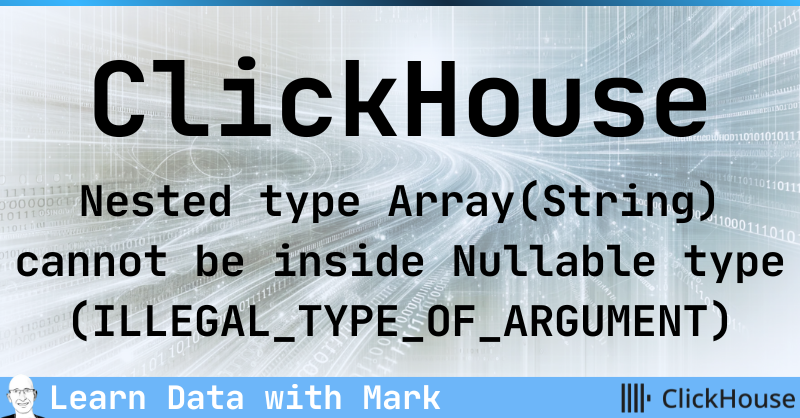 ClickHouse
Nested type Array(String)
cannot be inside Nullable type
(ILLEGAL_TYPE_OF_ARGUMENT)
Learn Data with Mark
ClickHouse